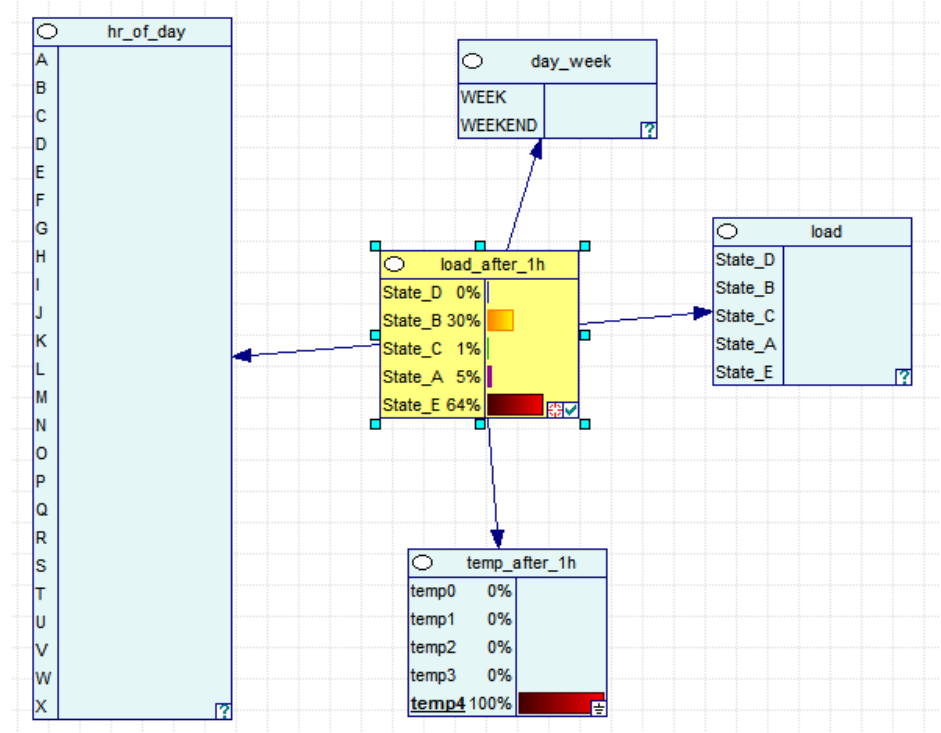 hr_of_day
A
B
C
D
E
F
G
H
I
J
K
L
M
N
O
P
Q
R
S
T
U
V
W
X
?
day_week
WEEK
WEEKEND
?
load_after_1h
State_D 0%
State_B 30%
State_C 1%
State_A 5%
State_E 64%
load
State_D
State_B
State_C
State_A
State_E
?
temp_after_1h
temp0 0%
temp1 0%
temp2 0%
temp3 0%
temp4 100%